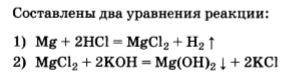 Составлены два уравнения реакции:
1) Mg + 2HCl = MgCl₂ + H₂ ↑
2) MgCl₂ + 2KOH = Mg(OH)₂ ↓ + 2KCl